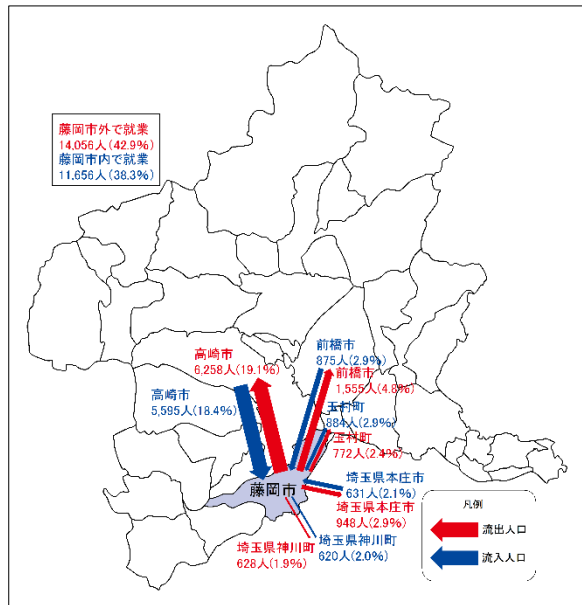 藤岡市外で就業
14,056人(42.9%)
藤岡市内で就業
11,656人(38.3%)
高崎市
6,258人(19.1%)
高崎市
5,595人(18.4%)
前橋市
875人(2.9%)
前橋市
1,555人(4.8%)
玉村町
884人(2.9%)
玉村町
772人(2.4%)
藤岡市
埼玉県本庄市
631人(2.1%)
埼玉県本庄市
948人(2.9%)
埼玉県神川町
620人(2.0%)
埼玉県神川町
628人(1.9%)
凡例
流出人口
流入人口